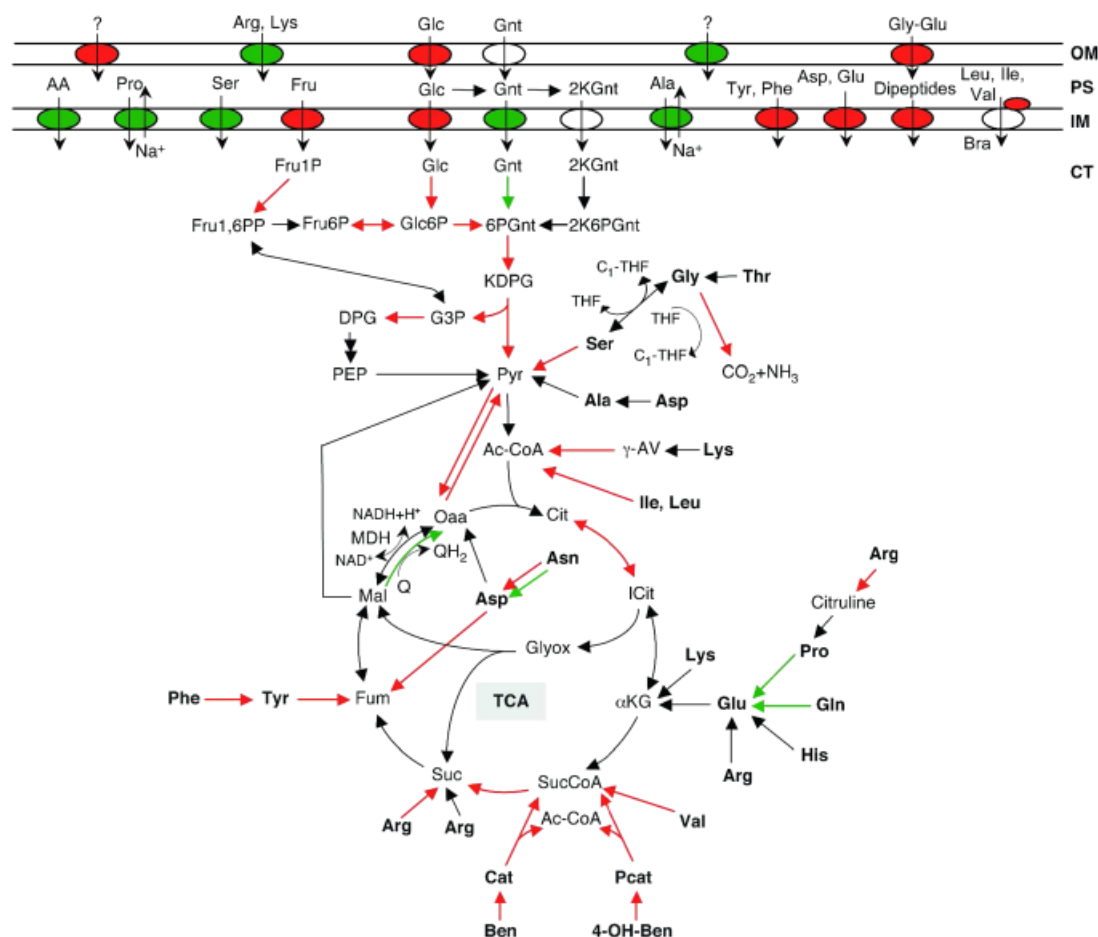 ? Arg, Lys Glc Gnt ? Gly-Glu
OM
AA Pro Ser Fru Glc Gnt 2KGnt Ala Tyr, Phe Asp, Glu Dipeptides Leu, Ile, Val
PS
IM
Na⁺ Na⁺ Bra
CT
Fru1P Glc Gnt 2KGnt
Fru1,6PP Fru6P Glc6P 6PGnt 2K6PGnt
KDPG
C₁-THF Gly Thr
THF THF
DPG G3P
Ser C₁-THF
PEP Pyr CO₂+NH₃
Ala Asp
Ac-CoA γ-AV Lys
Ile, Leu
NADH+H⁺ Oaa Cit
MDH
NAD⁺ QH₂ Asn Arg
Q
Mal Asp ICit Citruline
Glyox Lys Pro
Phe Tyr Fum TCA αKG Glu Gln
His
Suc SucCoA Arg
Arg Arg Ac-CoA Val
Cat Pcat
Ben 4-OH-Ben